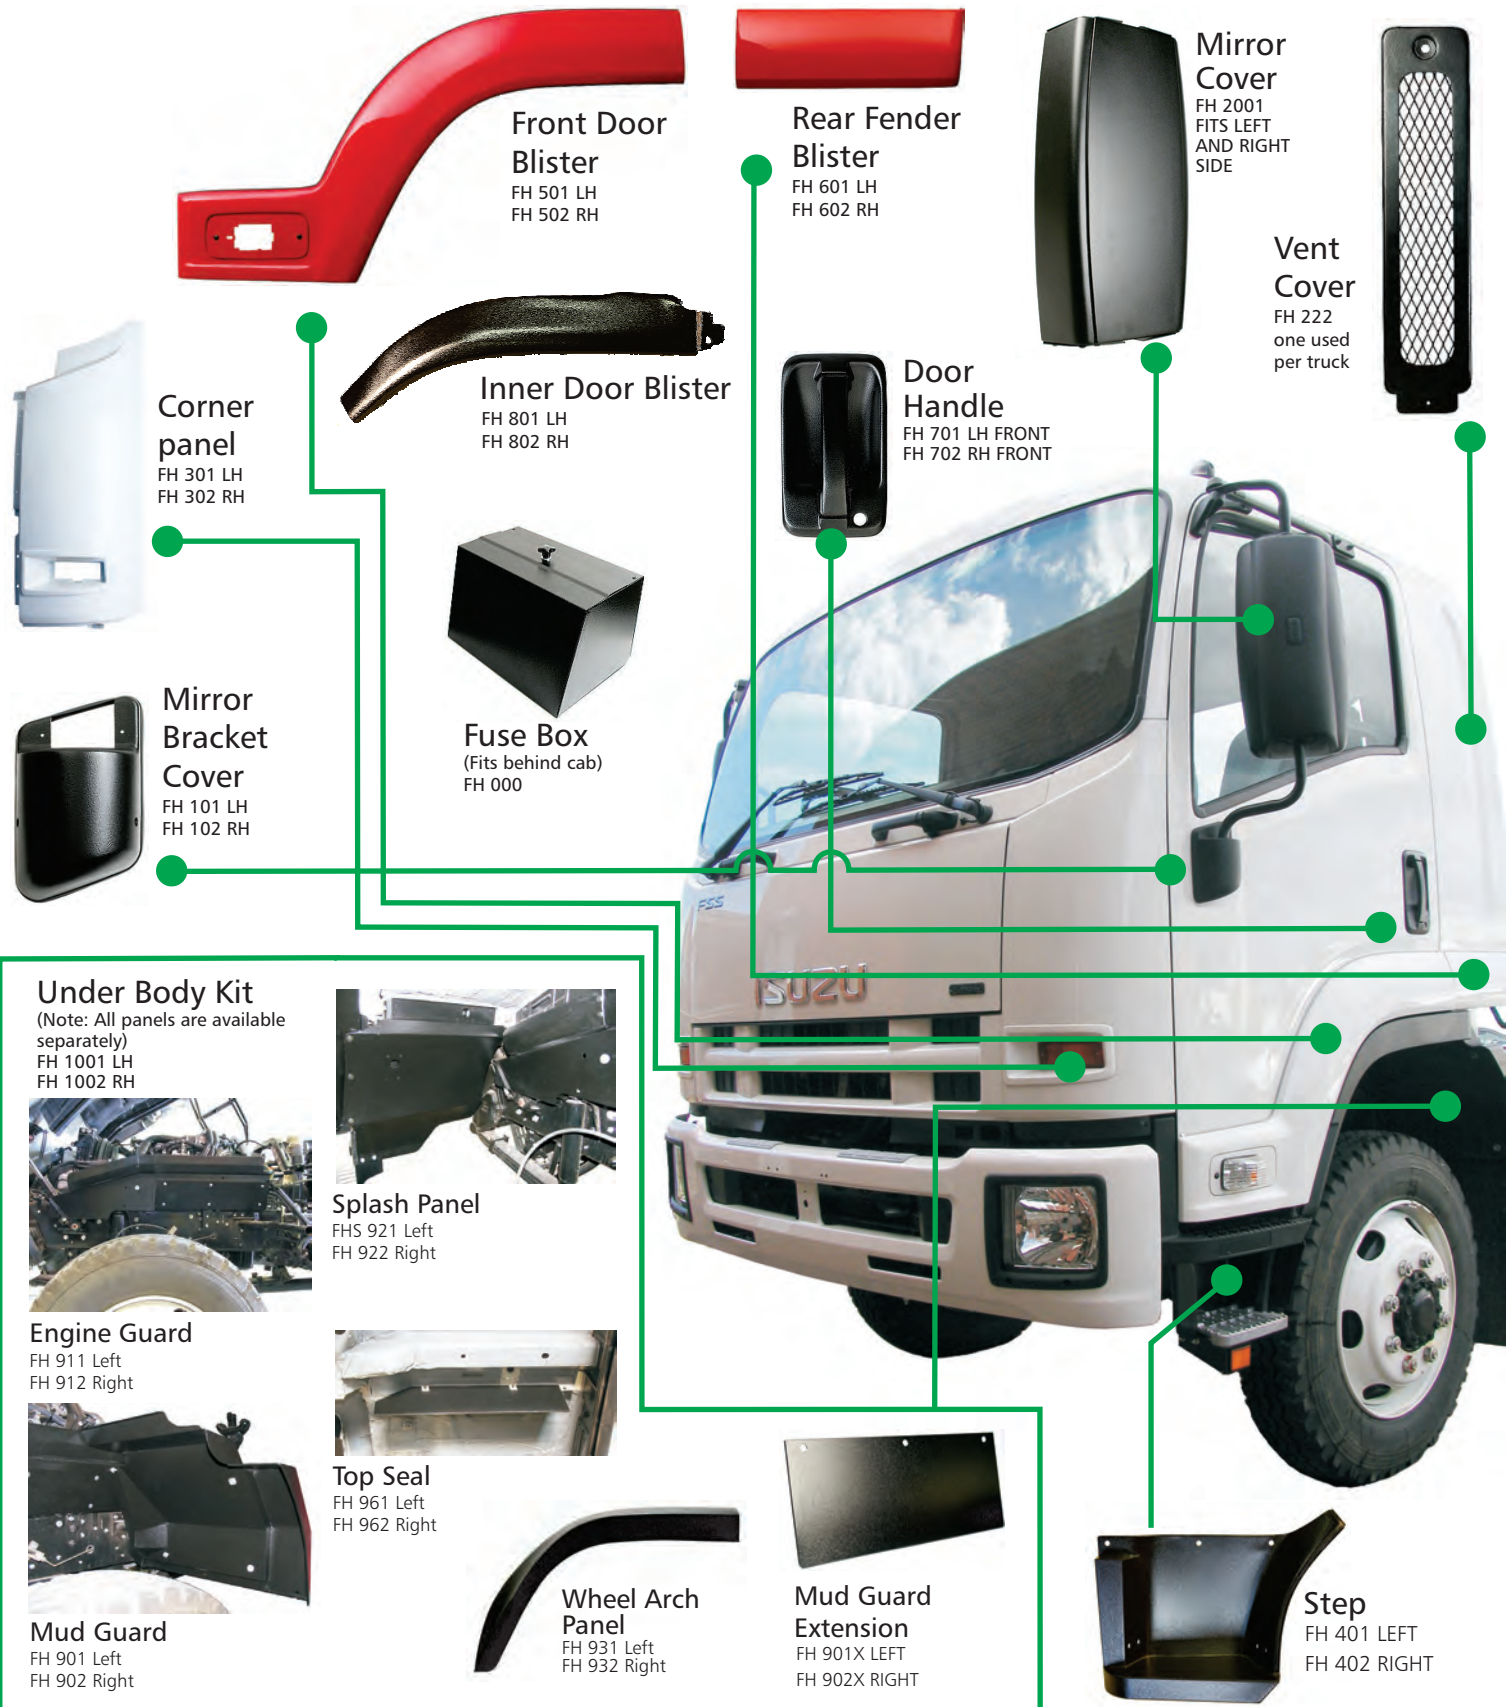 Front Door
Blister
FH 501 LH
FH 502 RH
Rear Fender
Blister
FH 601 LH
FH 602 RH
Mirror
Cover
FH 2001
FITS LEFT
AND RIGHT
SIDE
Vent
Cover
FH 222
one used
per truck
Inner Door Blister
FH 801 LH
FH 802 RH
Door
Handle
FH 701 LH FRONT
FH 702 RH FRONT
Corner
panel
FH 301 LH
FH 302 RH
Fuse Box
(Fits behind cab)
FH 000
Mirror
Bracket
Cover
FH 101 LH
FH 102 RH
FSS
ISUZU
Under Body Kit
(Note: All panels are available
separately)
FH 1001 LH
FH 1002 RH
Splash Panel
FHS 921 Left
FH 922 Right
Engine Guard
FH 911 Left
FH 912 Right
Top Seal
FH 961 Left
FH 962 Right
Mud Guard
FH 901 Left
FH 902 Right
Wheel Arch
Panel
FH 931 Left
FH 932 Right
Mud Guard
Extension
FH 901X LEFT
FH 902X RIGHT
Step
FH 401 LEFT
FH 402 RIGHT